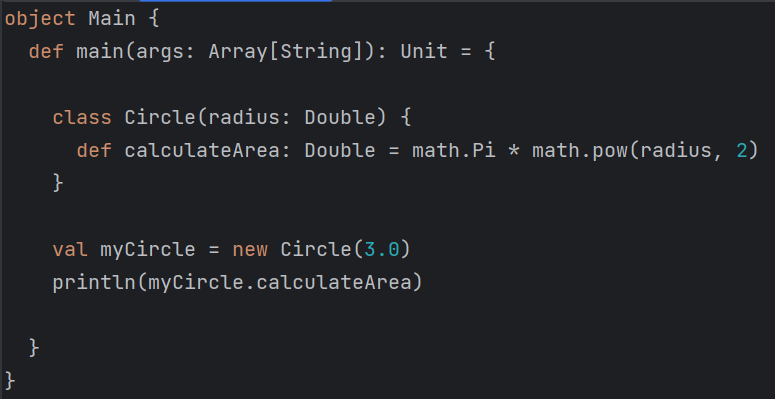 object Main {
  def main(args: Array[String]): Unit = {
    class Circle(radius: Double) {
      def calculateArea: Double = math.Pi * math.pow(radius, 2)
    }
    val myCircle = new Circle(3.0)
    println(myCircle.calculateArea)
  }
}